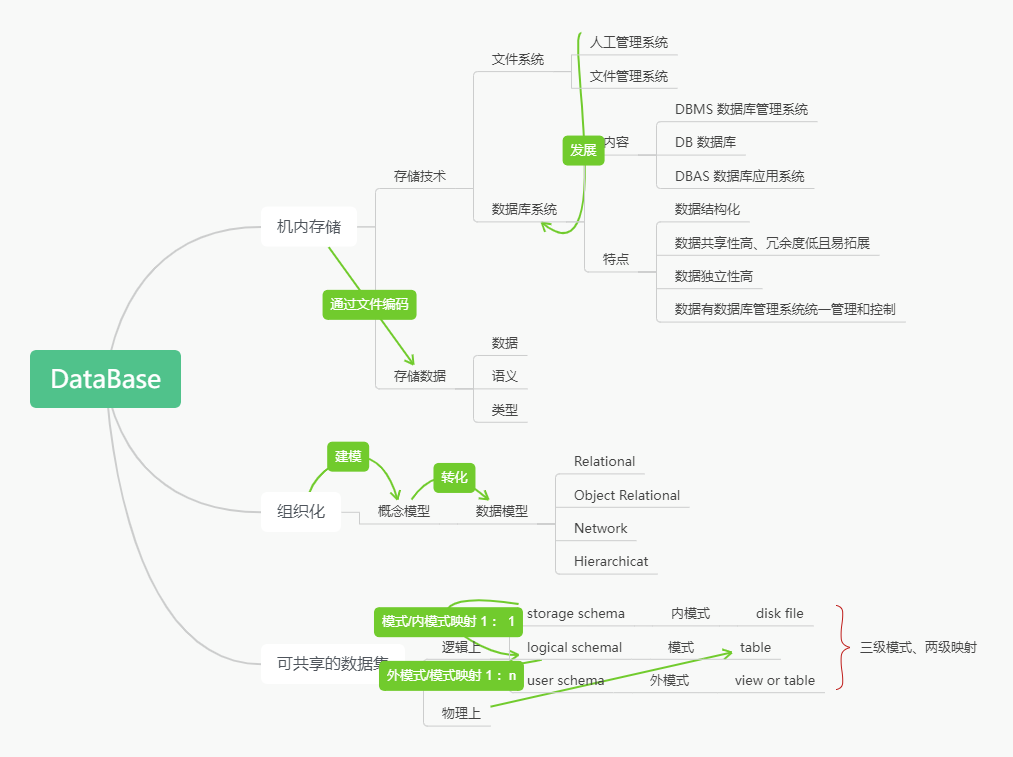 DataBase
机内存储
存储技术
文件系统
人工管理系统
文件管理系统
数据库系统
发展
内容
DBMS 数据库管理系统
DB 数据库
DBAS 数据库应用系统
特点
数据结构化
数据共享性高、冗余度低且易拓展
数据独立性高
数据有数据库管理系统统一管理和控制
通过文件编码
存储数据
数据
语义
类型
组织化
建模
概念模型
转化
数据模型
Relational
Object Relational
Network
Hierarchicat
可共享的数据集
模式/内模式映射 1： 1
逻辑上
外模式/模式映射 1：n
物理上
storage schema 内模式 disk file
logical schemal 模式 table
user schema 外模式 view or table
三级模式、两级映射